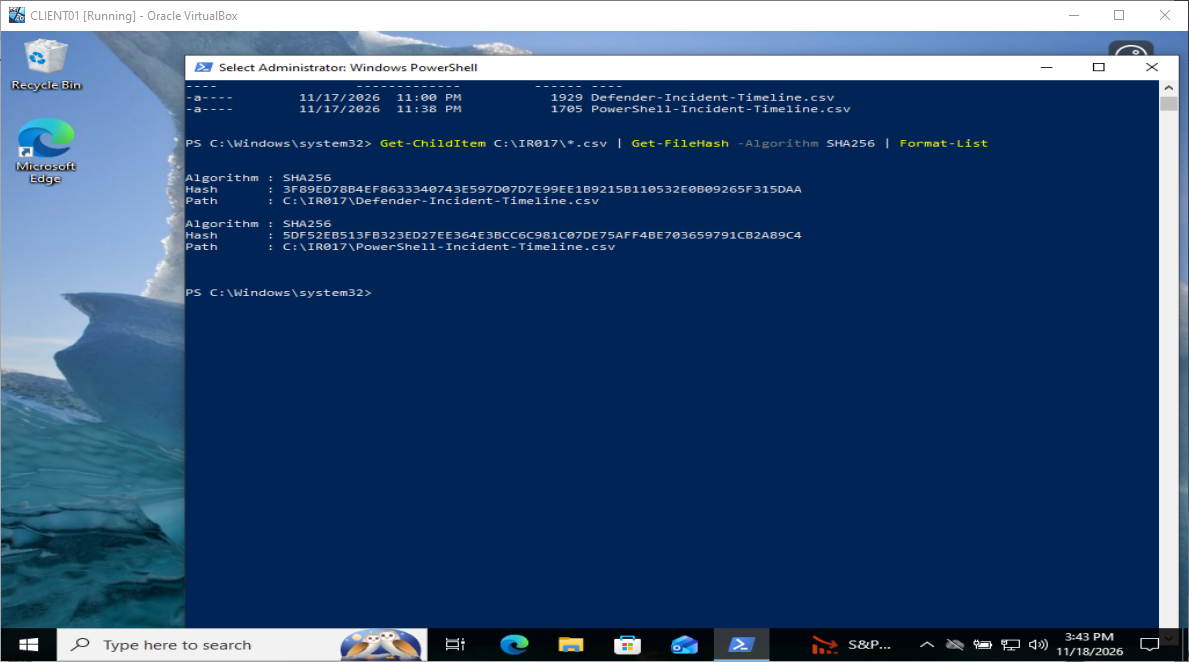 CLIENT01 [Running] - Oracle VirtualBox
Recycle Bin
Microsoft
Edge
Select Administrator: Windows PowerShell
---- ------------- ------ ----
-a---- 11/17/2026 11:00 PM 1929 Defender-Incident-Timeline.csv
-a---- 11/17/2026 11:38 PM 1705 PowerShell-Incident-Timeline.csv
PS C:\Windows\system32> Get-ChildItem C:\IR017\*.csv | Get-FileHash -Algorithm SHA256 | Format-List
Algorithm : SHA256
Hash : 3F89ED78B4EF8633340743E597D07D7E99EE1B9215B110532E0B09265F315DAA
Path : C:\IR017\Defender-Incident-Timeline.csv
Algorithm : SHA256
Hash : 5DF52EB513FB323ED27EE364E3BCC6C981C07DE75AFF4BE703659791CB2A89C4
Path : C:\IR017\PowerShell-Incident-Timeline.csv
PS C:\Windows\system32>
Type here to search
S&P...
3:43 PM
11/18/2026